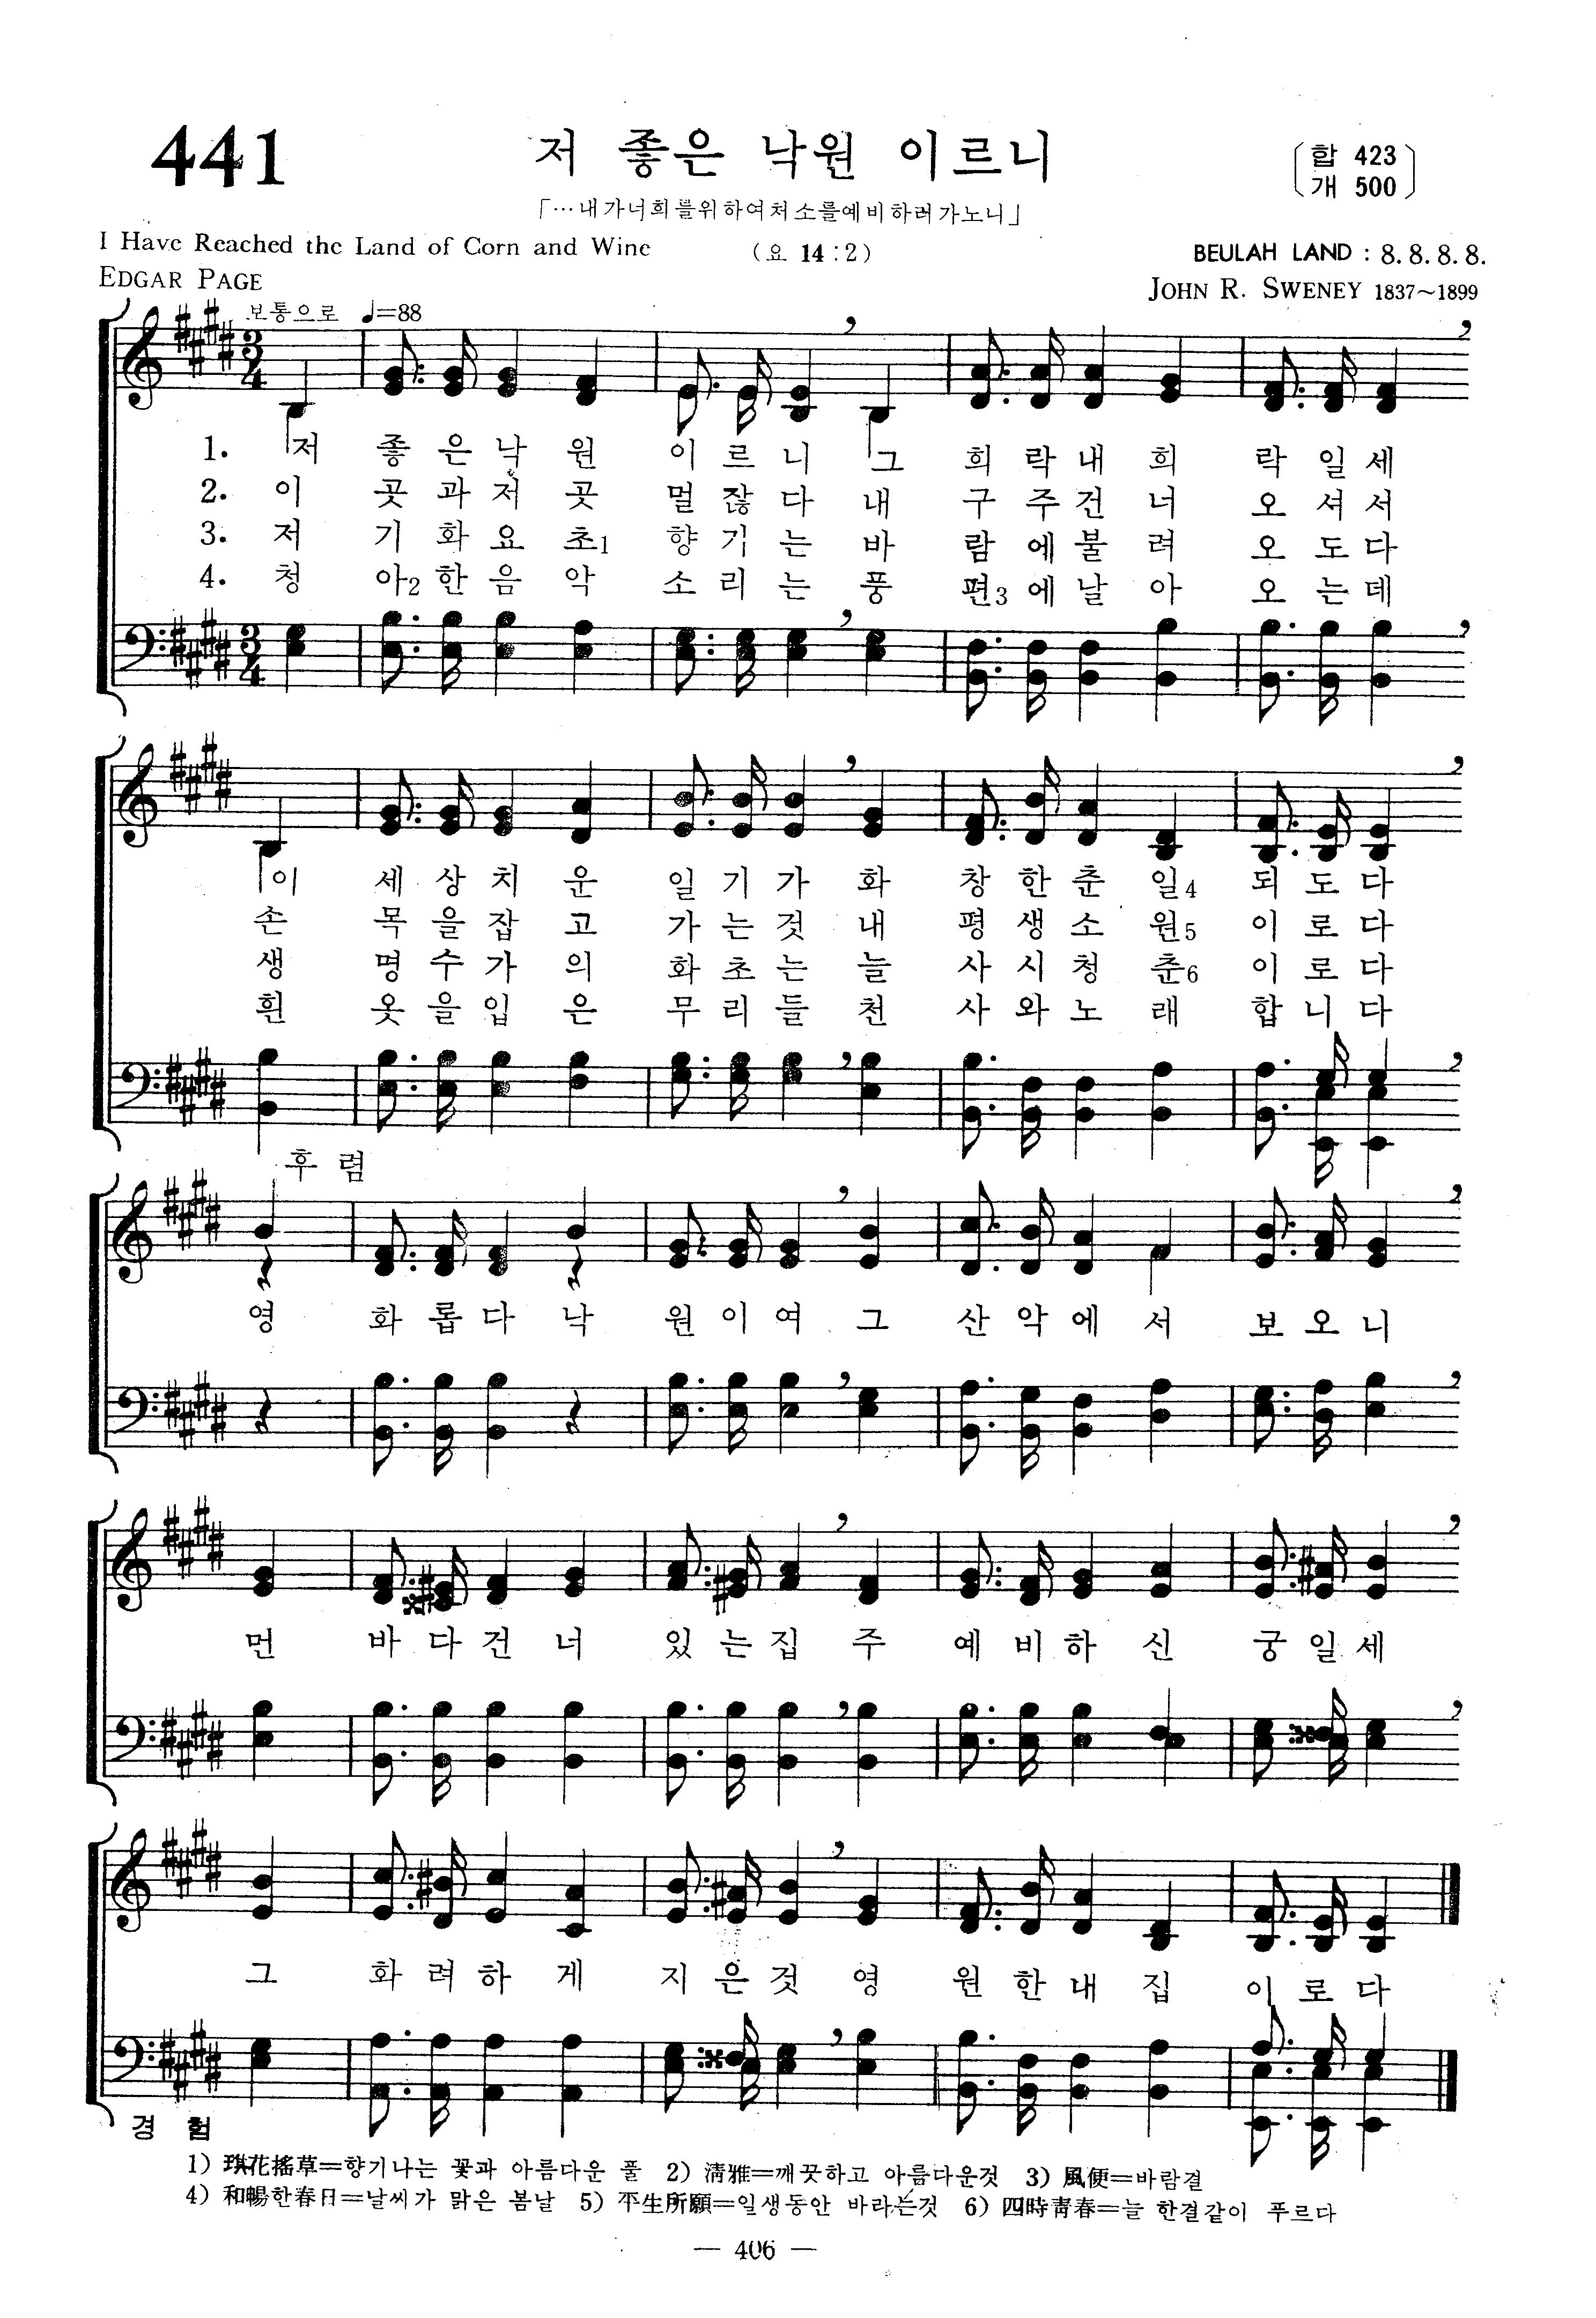 441
저 좋은 낙원 이르니
〔합 423
개 500〕
「…내가너희를위하여처소를예비하러가노니」
I Have Reached the Land of Corn and Wine
(요 14:2)
BEULAH LAND : 8. 8. 8. 8.
EDGAR PAGE
JOHN R. SWENEY 1837~1899
보통으로 ♩=88
1. 저 좋 은 낙 원 이 르 니 그 희 락 내 희 락 일 세
2. 이 곳 과 저 곳 멀 잖 다 내 구 주 건 너 오 셔 서
3. 저 기 화 요 초1 향 기 는 바 람 에 불 려 오 도 다
4. 청 아2 한 음 악 소 리 는 풍 편3 에 날 아 오 는 데
이 세 상 치 운 일 기 가 화 창 한 춘 일4 되 도 다
손 목 을 잡 고 가 는 것 내 평 생 소 원5 이 로 다
생 명 수 가 의 화 초 는 늘 사 시 청 춘6 이 로 다
흰 옷 을 입 은 무 리 들 천 사 와 노 래 합 니 다
후 렴
영 화 롭 다 낙 원 이 여 그 산 악 에 서 보 오 니
먼 바 다 건 너 있 는 집 주 예 비 하 신 궁 일 세
그 화 려 하 게 지 은 것 영 원 한 내 집 이 로 다
경 험
1) 琪花搖草=향기나는 꽃과 아름다운 풀 2) 淸雅=깨끗하고 아름다운것 3) 風便=바람결
4) 和暢한春日=날씨가 맑은 봄날 5) 平生所願=일생동안 바라는것 6) 四時靑春=늘 한결같이 푸르다
— 406 —